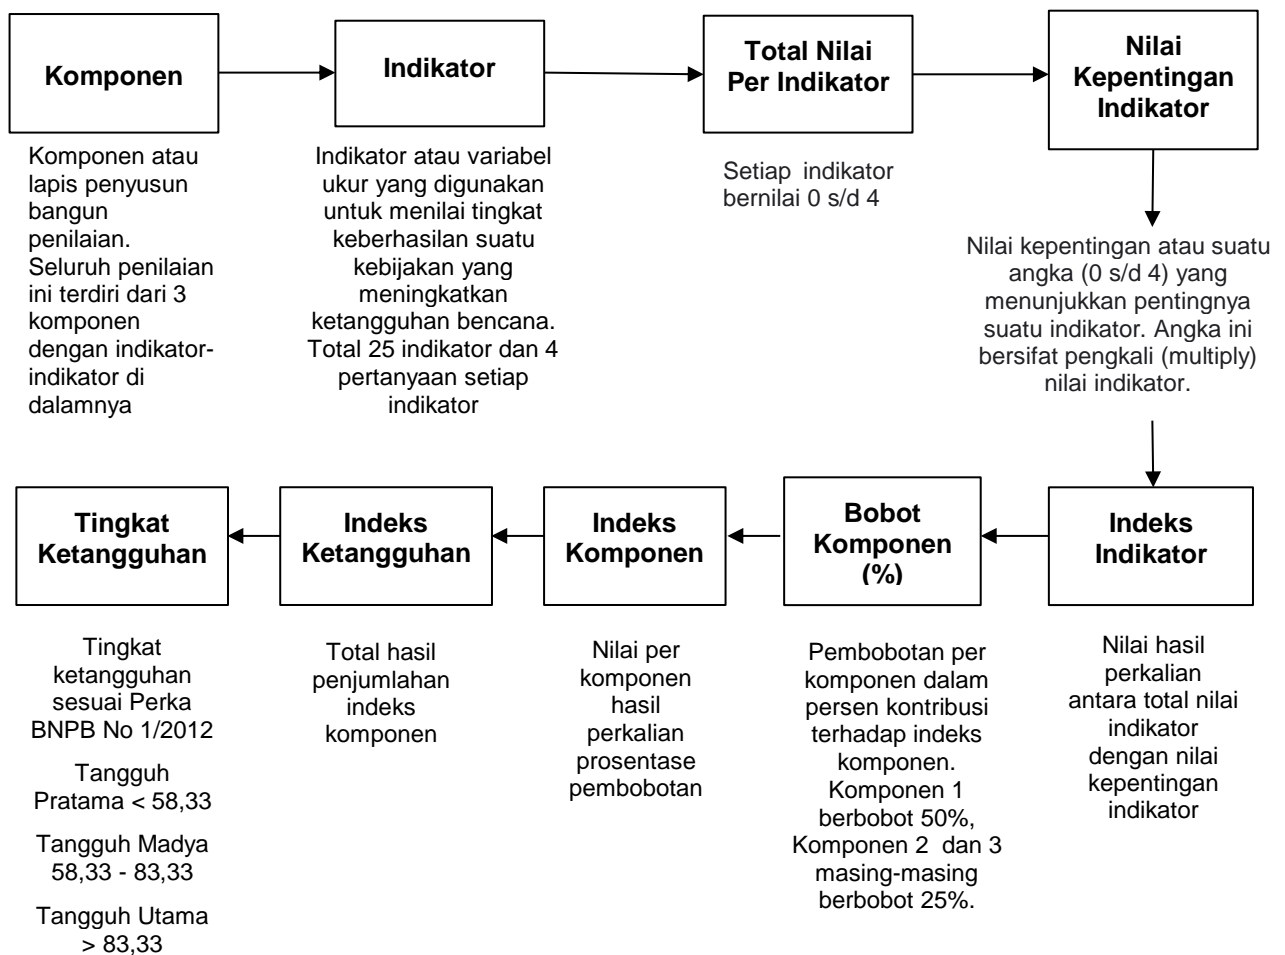 Komponen
Komponen atau
lapis penyusun
bangun
penilaian.
Seluruh penilaian
ini terdiri dari 3
komponen
dengan indikator-
indikator di
dalamnya
Indikator
Indikator atau variabel
ukur yang digunakan
untuk menilai tingkat
keberhasilan suatu
kebijakan yang
meningkatkan
ketangguhan bencana.
Total 25 indikator dan 4
pertanyaan setiap
indikator
Total Nilai
Per Indikator
Setiap indikator
bernilai 0 s/d 4
Nilai
Kepentingan
Indikator
Nilai kepentingan atau suatu
angka (0 s/d 4) yang
menunjukkan pentingnya
suatu indikator. Angka ini
bersifat pengkali (multiply)
nilai indikator.
Indeks
Indikator
Nilai hasil
perkalian
antara total nilai
indikator
dengan nilai
kepentingan
indikator
Bobot
Komponen
(%)
Pembobotan per
komponen dalam
persen kontribusi
terhadap indeks
komponen.
Komponen 1
berbobot 50%,
Komponen 2 dan 3
masing-masing
berbobot 25%.
Indeks
Komponen
Nilai per
komponen
hasil
perkalian
prosentase
pembobotan
Indeks
Ketangguhan
Total hasil
penjumlahan
indeks
komponen
Tingkat
Ketangguhan
Tingkat
ketangguhan
sesuai Perka
BNPB No 1/2012
Tangguh
Pratama < 58,33
Tangguh Madya
58,33 - 83,33
Tangguh Utama
> 83,33